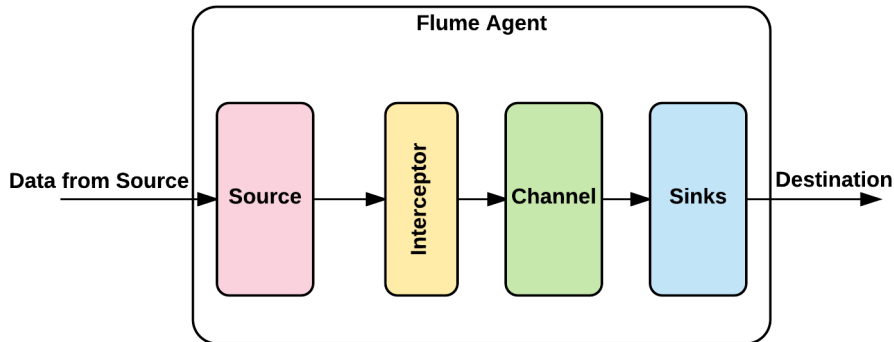 Flume Agent
Data from Source
Source
Interceptor
Channel
Sinks
Destination